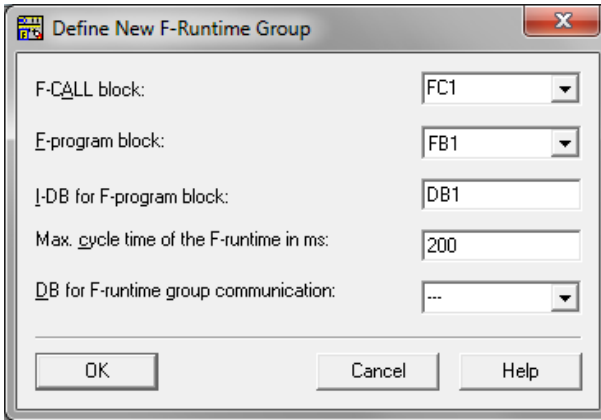 Define New F-Runtime Group
F-CALL block: FC1
F-program block: FB1
I-DB for F-program block: DB1
Max. cycle time of the F-runtime in ms: 200
DB for F-runtime group communication: ---
OK Cancel Help